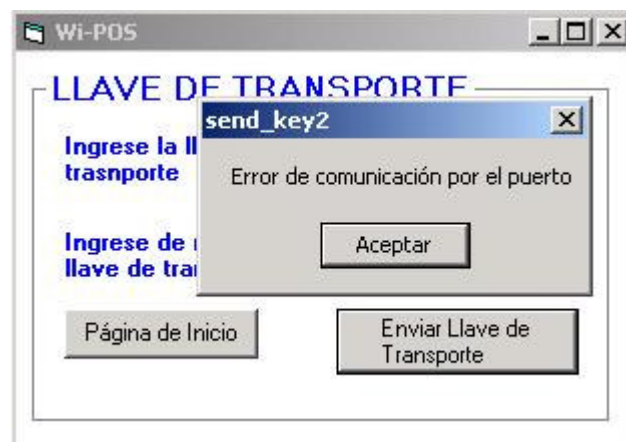 Wi-POS
LLAVE DE TRANSPORTE
send_key2
Ingrese la ll
trasnporte
Error de comunicación por el puerto
Aceptar
Ingrese de
llave de tra
Página de Inicio
Enviar Llave de
Transporte